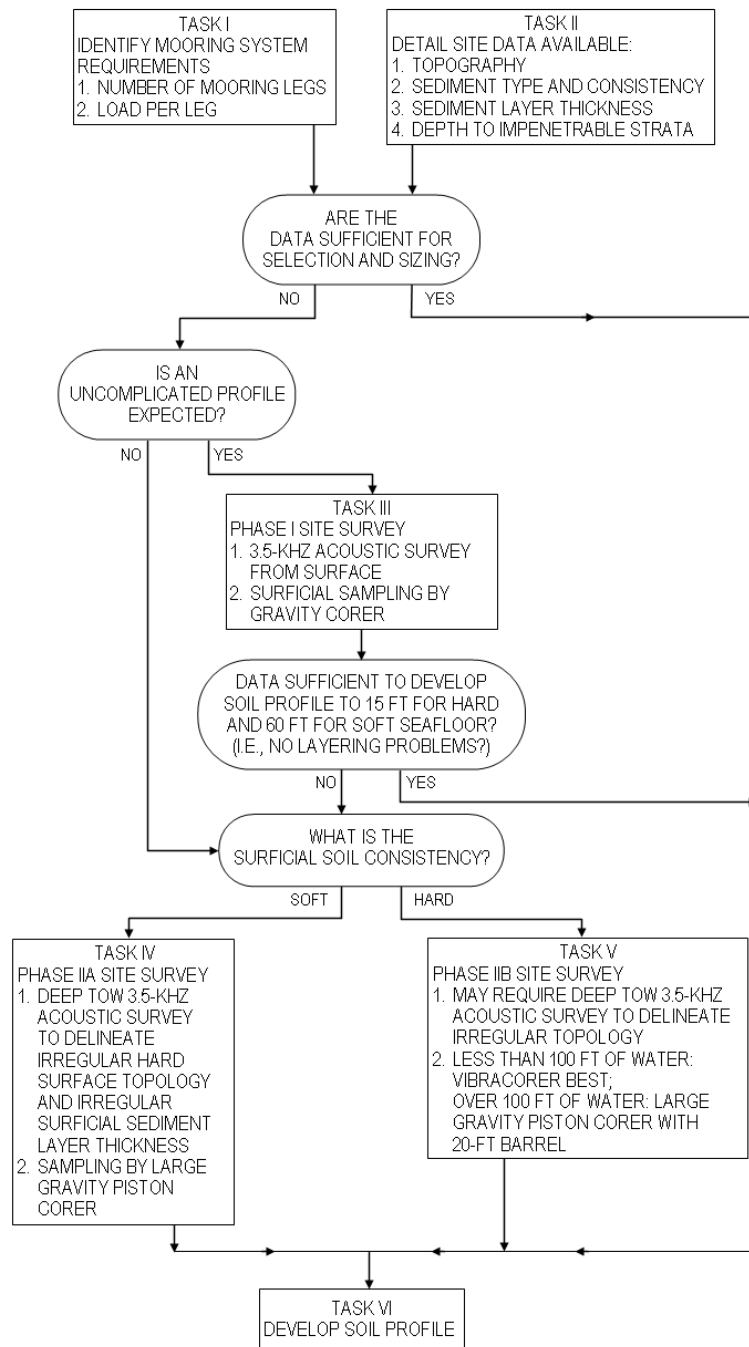 TASK I
IDENTIFY MOORING SYSTEM
REQUIREMENTS
1. NUMBER OF MOORING LEGS
2. LOAD PER LEG
TASK II
DETAIL SITE DATA AVAILABLE:
1. TOPOGRAPHY
2. SEDIMENT TYPE AND CONSISTENCY
3. SEDIMENT LAYER THICKNESS
4. DEPTH TO IMPENETRABLE STRATA
ARE THE
DATA SUFFICIENT FOR
SELECTION AND SIZING?
NO
YES
IS AN
UNCOMPLICATED PROFILE
EXPECTED?
NO
YES
TASK III
PHASE I SITE SURVEY
1. 3.5-KHZ ACOUSTIC SURVEY
FROM SURFACE
2. SURFICIAL SAMPLING BY
GRAVITY CORER
DATA SUFFICIENT TO DEVELOP
SOIL PROFILE TO 15 FT FOR HARD
AND 60 FT FOR SOFT SEAFLOOR?
(I.E., NO LAYERING PROBLEMS?)
NO
YES
WHAT IS THE
SURFICIAL SOIL CONSISTENCY?
SOFT
HARD
TASK IV
PHASE IIA SITE SURVEY
1. DEEP TOW 3.5-KHZ
ACOUSTIC SURVEY
TO DELINEATE
IRREGULAR HARD
SURFACE TOPOLOGY
AND IRREGULAR
SURFICIAL SEDIMENT
LAYER THICKNESS
2. SAMPLING BY LARGE
GRAVITY PISTON
CORER
TASK V
PHASE IIB SITE SURVEY
1. MAY REQUIRE DEEP TOW 3.5-KHZ
ACOUSTIC SURVEY TO DELINEATE
IRREGULAR TOPOLOGY
2. LESS THAN 100 FT OF WATER:
VIBRACORER BEST;
OVER 100 FT OF WATER: LARGE
GRAVITY PISTON CORER WITH
20-FT BARREL
TASK VI
DEVELOP SOIL PROFILE